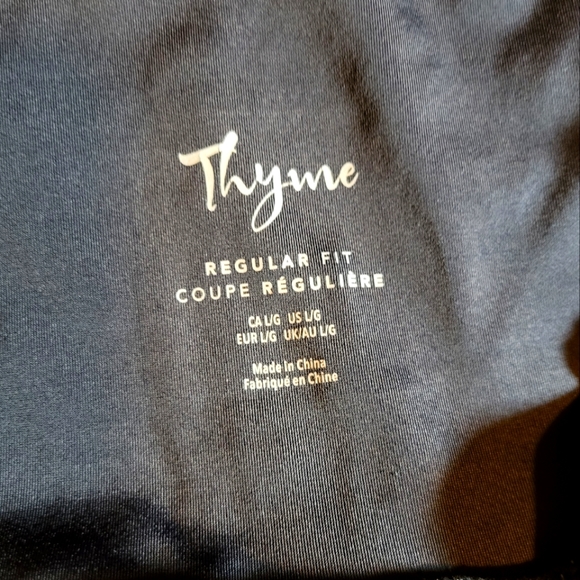 Thyme
REGULAR FIT
COUPE RÉGULIÈRE
CA L/G US L/G
EUR L/G UK/AU L/G
Made in China
Fabriqué en Chine